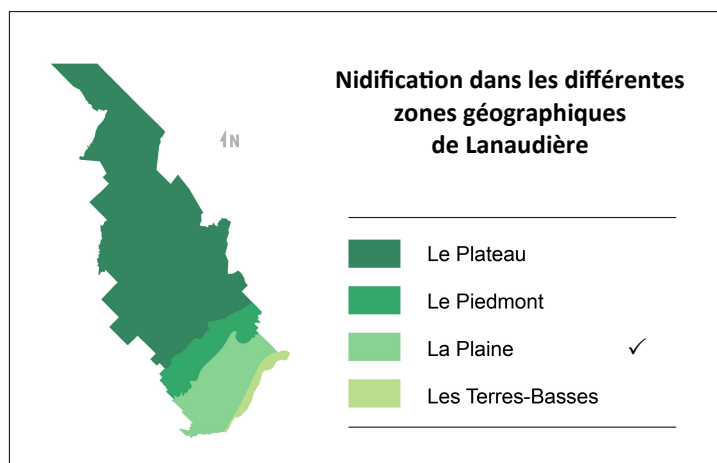 Nidification dans les différentes
zones géographiques
de Lanaudière
N
Le Plateau
Le Piedmont
La Plaine ✓
Les Terres-Basses